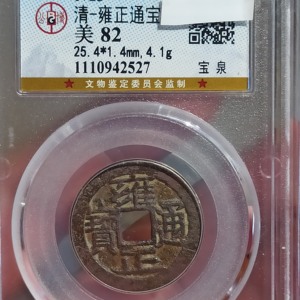 清-雍正通宝
美 82
25.4*1.4mm,4.1g
1110942527 宝泉
★ 文物鉴定委员会监制 ★
雍正通寶